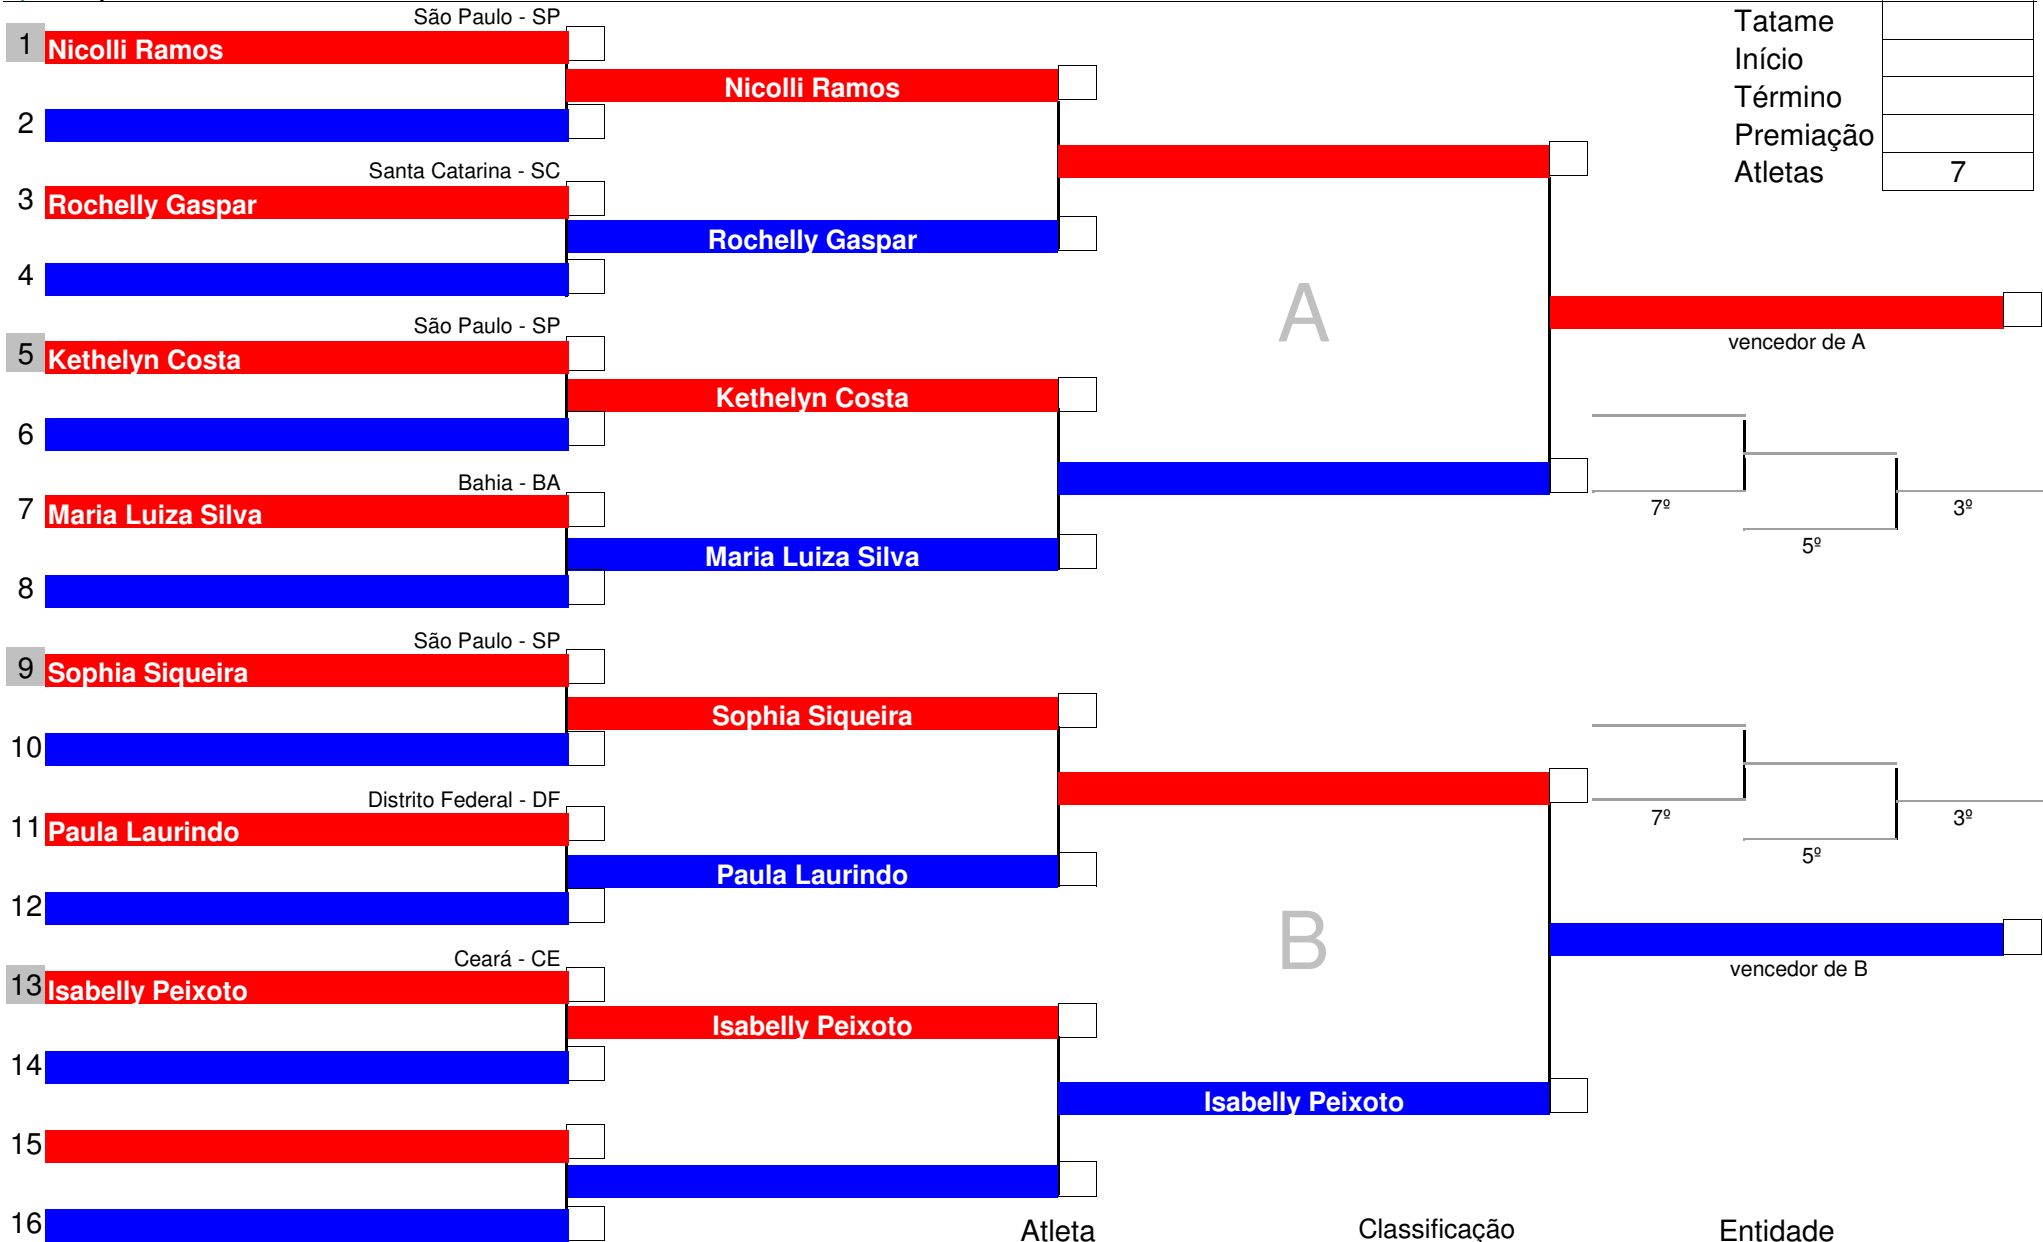 São Paulo - SP
Tatame
1 Nicolli Ramos
Início
Nicolli Ramos
Término
2
Premiação
Santa Catarina - SC
Atletas 7
3 Rochelly Gaspar
Rochelly Gaspar
4
A
São Paulo - SP
vencedor de A
5 Kethelyn Costa
Kethelyn Costa
6
Bahia - BA
7 Maria Luiza Silva
7º 3º
5º
Maria Luiza Silva
8
São Paulo - SP
9 Sophia Siqueira
Sophia Siqueira
10
Distrito Federal - DF
7º 3º
11 Paula Laurindo
5º
Paula Laurindo
12
B
Ceará - CE
vencedor de B
13 Isabelly Peixoto
Isabelly Peixoto
14
Isabelly Peixoto
15
16
Atleta Classificação Entidade